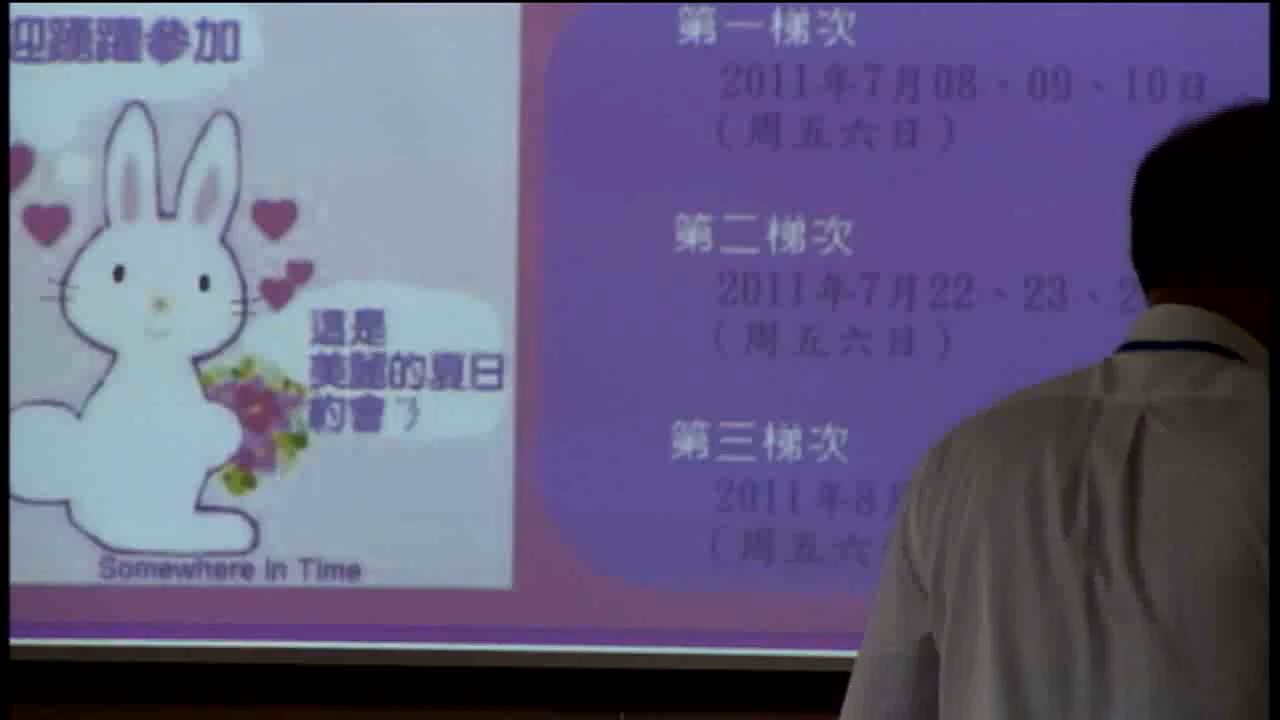 迎踴躍參加
這是
美麗的夏日
約會了
Somewhere in Time
第一梯次
2011年7月08、09、10日
(周五六日)
第二梯次
2011年7月22、23、2
(周五六日)
第三梯次
2011年8月
(周五六